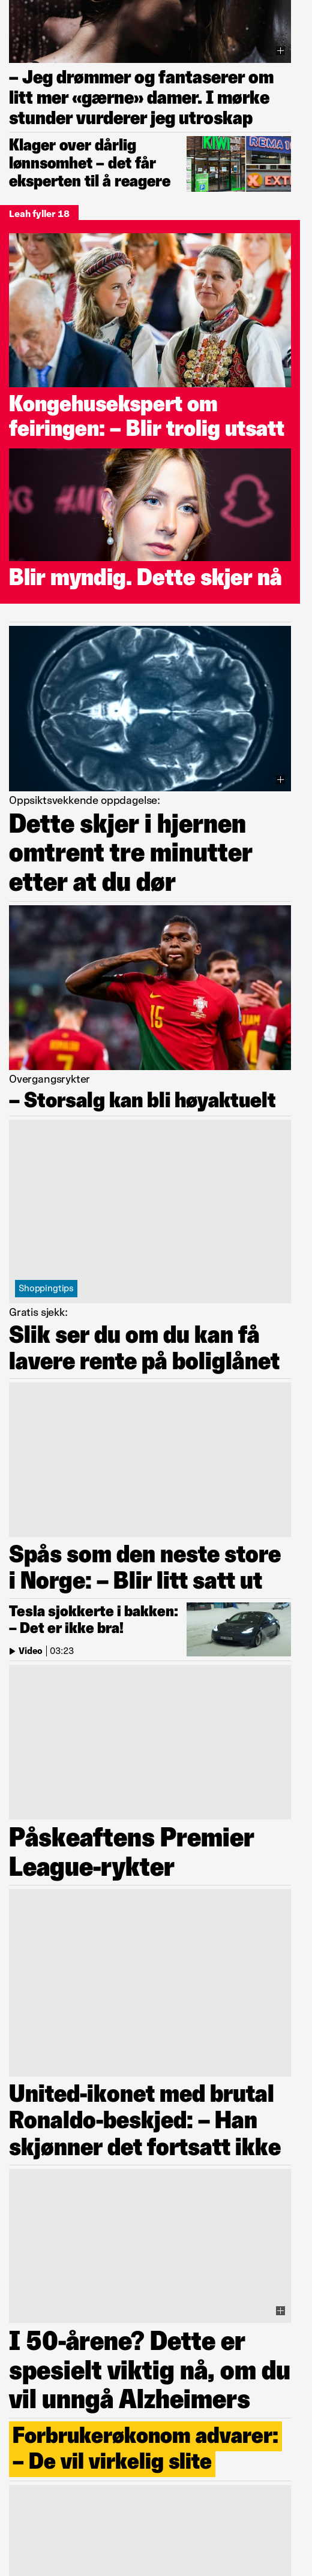 – Jeg drømmer og fantaserer om
litt mer «gærne» damer. I mørke
stunder vurderer jeg utroskap
Klager over dårlig
lønnsomhet – det får
eksperten til å reagere
KIWI
REMA 10
X EXT
Leah fyller 18
Kongehusekspert om
feiringen: – Blir trolig utsatt
H&M
Blir myndig. Dette skjer nå
Oppsiktsvekkende oppdagelse:
Dette skjer i hjernen
omtrent tre minutter
etter at du dør
15
7
Overgangsrykter
– Storsalg kan bli høyaktuelt
Shoppingtips
Gratis sjekk:
Slik ser du om du kan få
lavere rente på boliglånet
Spås som den neste store
i Norge: – Blir litt satt ut
Tesla sjokkerte i bakken:
– Det er ikke bra!
Video | 03:23
Påskeaftens Premier
League-rykter
United-ikonet med brutal
Ronaldo-beskjed: – Han
skjønner det fortsatt ikke
I 50-årene? Dette er
spesielt viktig nå, om du
vil unngå Alzheimers
Forbrukerøkonom advarer:
– De vil virkelig slite